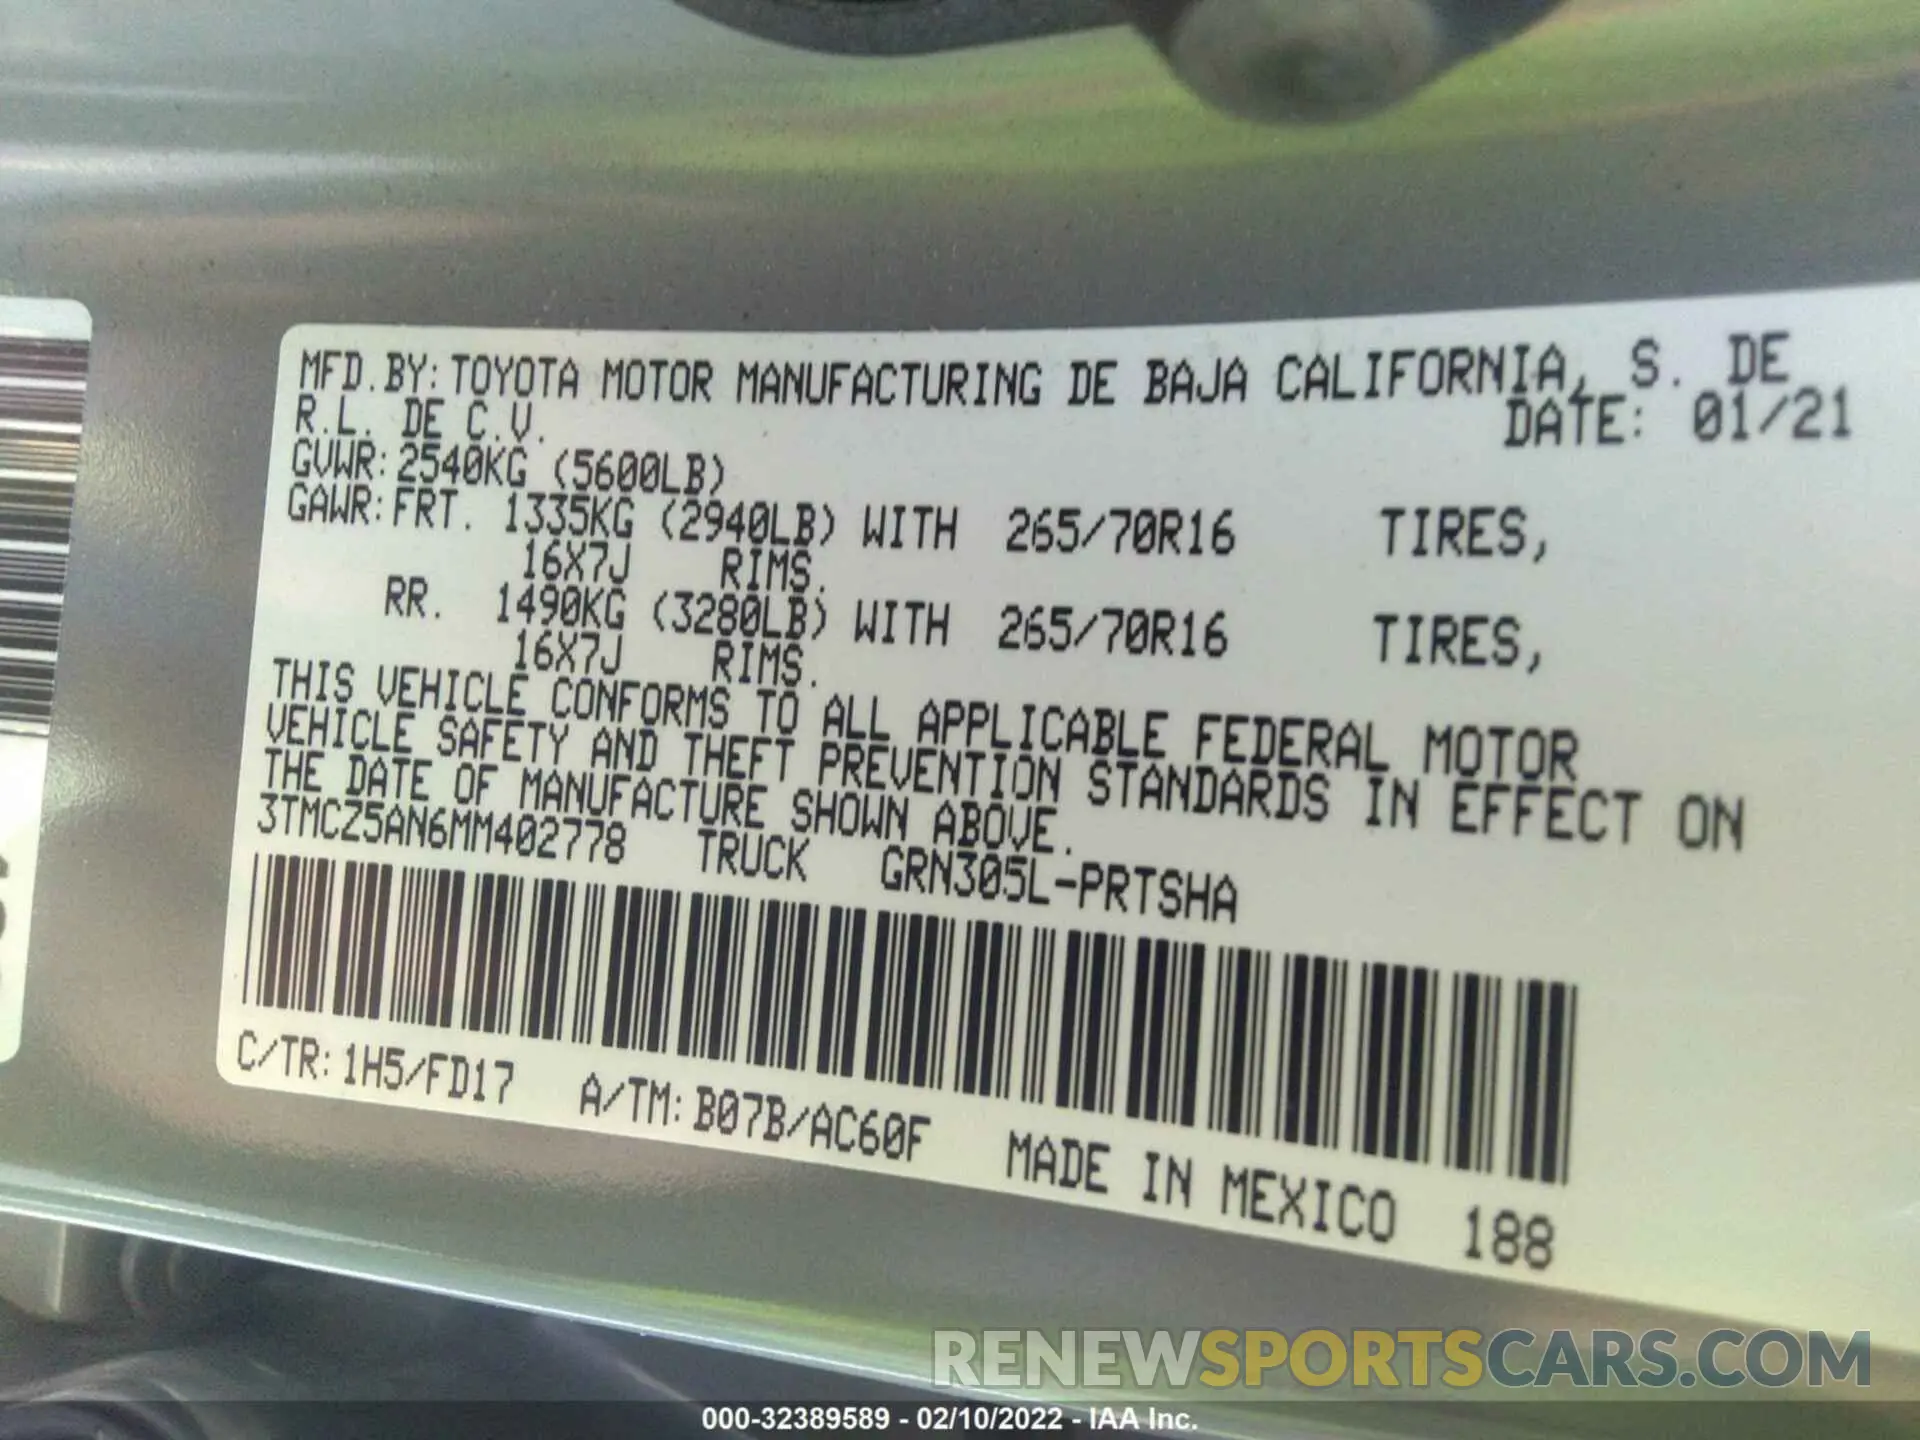 MFD.BY:TOYOTA MOTOR MANUFACTURING DE BAJA CALIFORNIA, S. DE
R.L. DE C.V. DATE: 01/21
GVWR:2540KG (5600LB)
GAWR:FRT. 1335KG (2940LB) WITH 265/70R16 TIRES,
16X7J RIMS.
RR. 1490KG (3280LB) WITH 265/70R16 TIRES,
16X7J RIMS.
THIS VEHICLE CONFORMS TO ALL APPLICABLE FEDERAL MOTOR
VEHICLE SAFETY AND THEFT PREVENTION STANDARDS IN EFFECT ON
THE DATE OF MANUFACTURE SHOWN ABOVE.
3TMCZ5AN6MM402778 TRUCK GRN305L-PRTSHA
C/TR:1H5/FD17 A/TM:B07B/AC60F MADE IN MEXICO 188
RENEWSPORTSCARS.COM
000-32389589 - 02/10/2022 - IAA Inc.